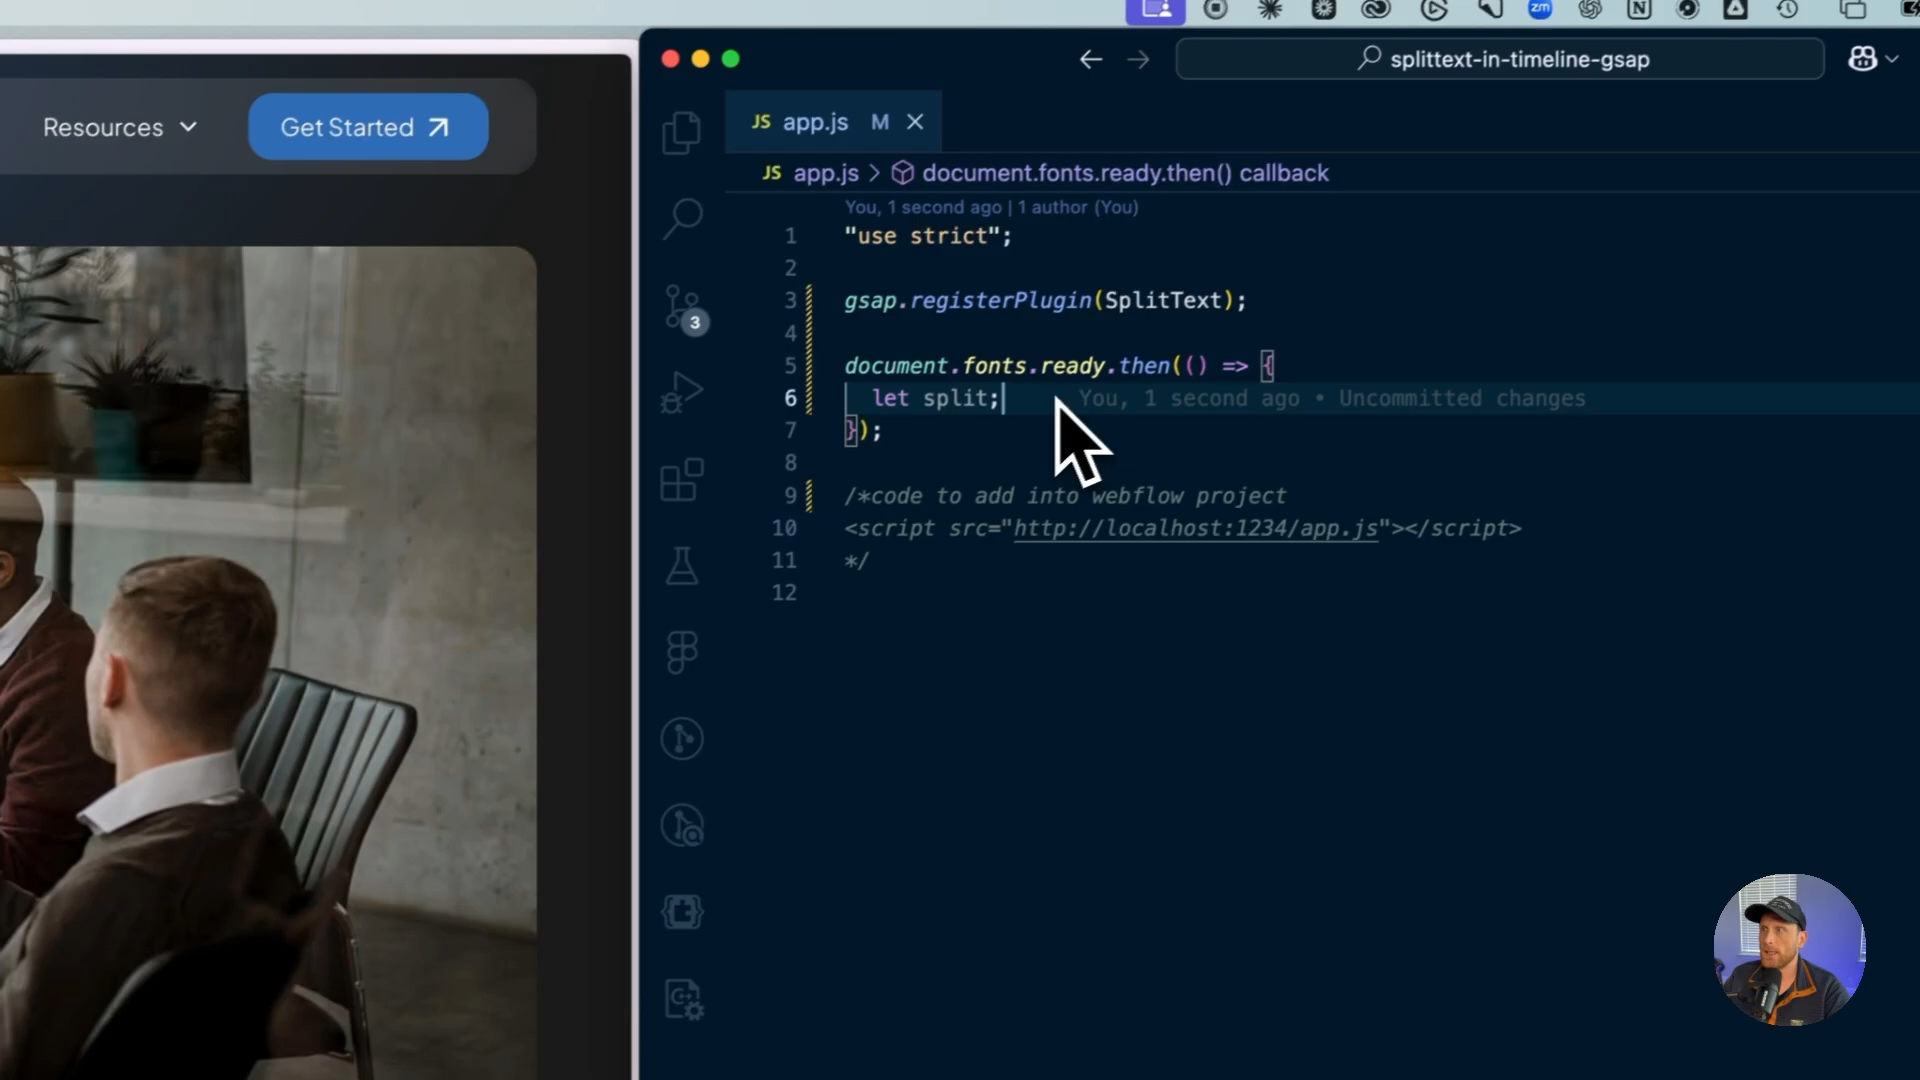 zm
splittext-in-timeline-gsap
Resources
Get Started
3
JS app.js M
JS app.js > document.fonts.ready.then() callback
You, 1 second ago | 1 author (You)
1 "use strict";
2
3 gsap.registerPlugin(SplitText);
4
5 document.fonts.ready.then(() => {
6 let split; You, 1 second ago • Uncommitted changes
7 });
8
9 /*code to add into webflow project
10 <script src="http://localhost:1234/app.js"></script>
11 */
12